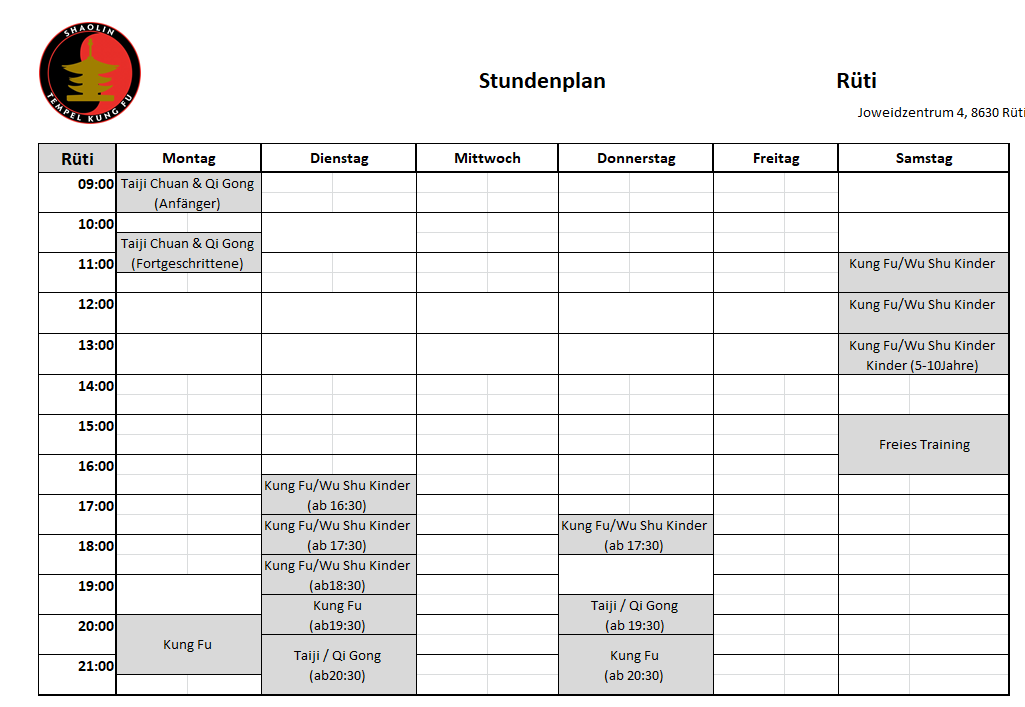 SHAOLIN
TEMPEL KUNG FU
Stundenplan
Rüti
Joweidzentrum 4, 8630 Rüti
Rüti Montag Dienstag Mittwoch Donnerstag Freitag Samstag
09:00 Taiji Chuan & Qi Gong
(Anfänger)
10:00
Taiji Chuan & Qi Gong
11:00 (Fortgeschrittene) Kung Fu/Wu Shu Kinder
12:00 Kung Fu/Wu Shu Kinder
13:00 Kung Fu/Wu Shu Kinder
Kinder (5-10Jahre)
14:00
15:00
Freies Training
16:00
Kung Fu/Wu Shu Kinder
17:00 (ab 16:30)
Kung Fu/Wu Shu Kinder Kung Fu/Wu Shu Kinder
18:00 (ab 17:30) (ab 17:30)
Kung Fu/Wu Shu Kinder
19:00 (ab18:30)
Kung Fu Taiji / Qi Gong
20:00 (ab19:30) (ab 19:30)
Kung Fu
Taiji / Qi Gong Kung Fu
21:00 (ab20:30) (ab 20:30)